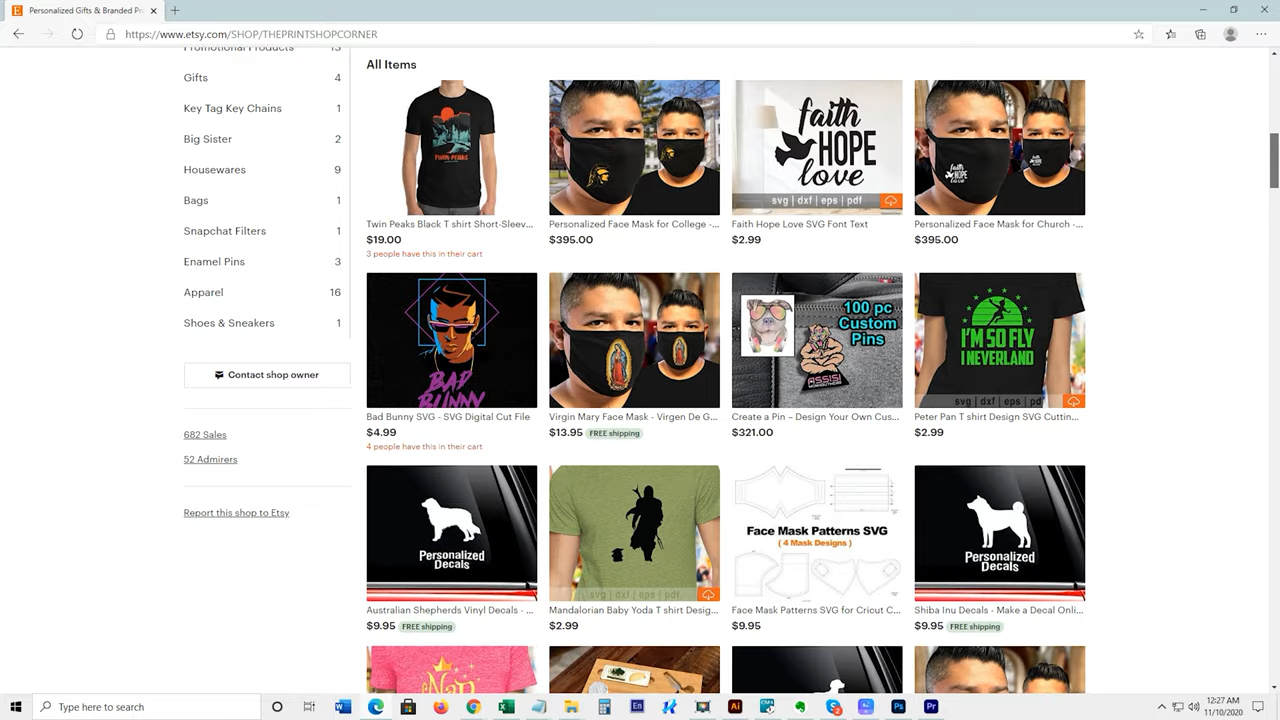 Personalized Gifts & Branded Pr
https://www.etsy.com/SHOP/THEPRINTSHOPCORNER
Promotional Products 13
Gifts 4
Key Tag Key Chains 1
Big Sister 2
Housewares 9
Bags 1
Snapchat Filters 1
Enamel Pins 3
Apparel 16
Shoes & Sneakers 1
Contact shop owner
682 Sales
52 Admirers
Report this shop to Etsy
All Items
TWIN PEAKS
faith
HOPE
love
svg | dxf | eps | pdf
faith
HOPE
love
Twin Peaks Black T shirt Short-Sleev...
$19.00
3 people have this in their cart
Personalized Face Mask for College -...
$395.00
Faith Hope Love SVG Font Text
$2.99
Personalized Face Mask for Church -...
$395.00
BAD
BUNNY
100 pc
Custom
Pins
ASSISI
I'M SO FLY
I NEVERLAND
svg | dxf | eps | pd
Bad Bunny SVG - SVG Digital Cut File
$4.99
4 people have this in their cart
Virgin Mary Face Mask - Virgen De G...
$13.95 FREE shipping
Create a Pin – Design Your Own Cus...
$321.00
Peter Pan T shirt Design SVG Cuttin...
$2.99
Personalized
Decals
svg | dxf | eps | pdf
Face Mask Patterns SVG
( 4 Mask Designs )
Personalized
Decals
Australian Shepherds Vinyl Decals - ...
$9.95 FREE shipping
Mandalorian Baby Yoda T shirt Desig...
$2.99
Face Mask Patterns SVG for Cricut C...
$9.95
Shiba Inu Decals - Make a Decal Onli...
$9.95 FREE shipping
Type here to search
12:27 AM
11/10/2020